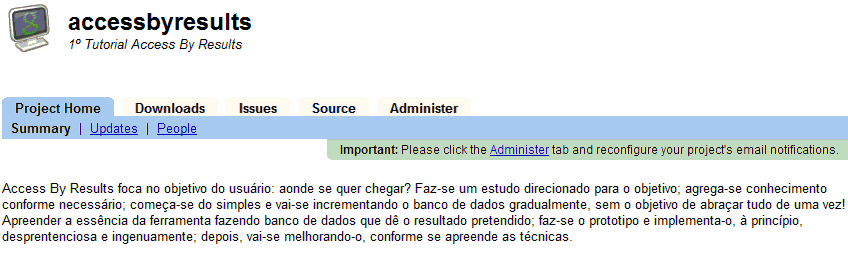 accessbyresults
1º Tutorial Access By Results
Project Home Downloads Issues Source Administer
Summary | Updates | People
Important: Please click the Administer tab and reconfigure your project's email notifications.
Access By Results foca no objetivo do usuário: aonde se quer chegar? Faz-se um estudo direcionado para o objetivo; agrega-se conhecimento
conforme necessário; começa-se do simples e vai-se incrementando o banco de dados gradualmente, sem o objetivo de abraçar tudo de uma vez!
Apreender a essência da ferramenta fazendo banco de dados que dê o resultado pretendido; faz-se o prototipo e implementa-o, à princípio,
desprentenciosa e ingenuamente; depois, vai-se melhorando-o, conforme se apreende as técnicas.